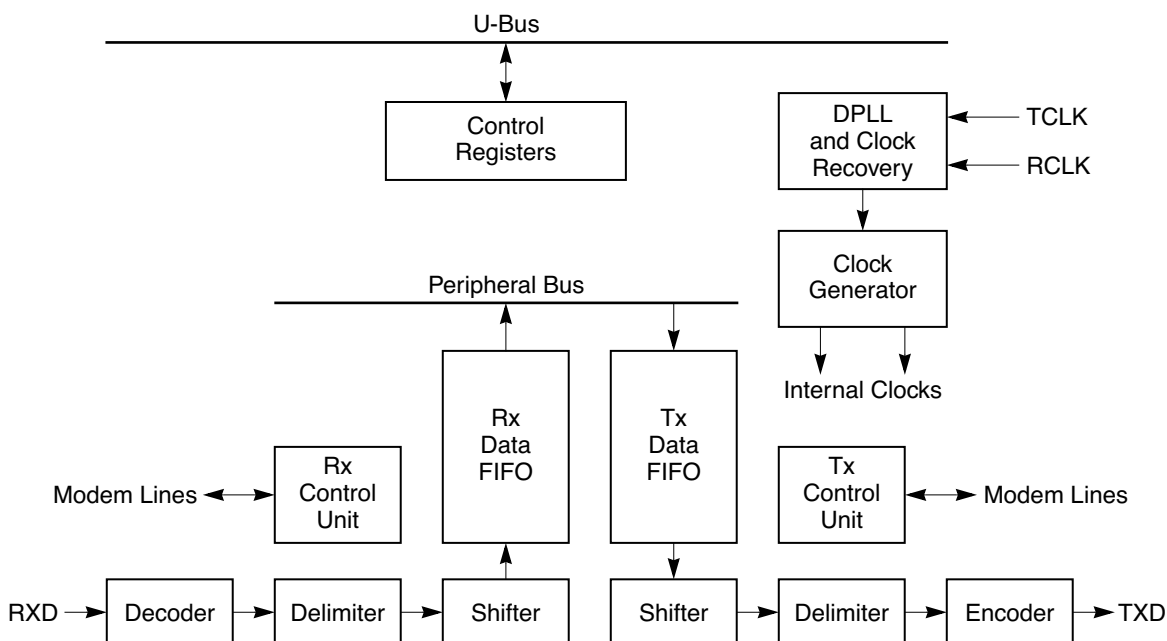 U-Bus
Control
Registers
DPLL
and Clock
Recovery
TCLK
RCLK
Clock
Generator
Internal Clocks
Peripheral Bus
Rx
Data
FIFO
Tx
Data
FIFO
Modem Lines
Rx
Control
Unit
Tx
Control
Unit
Modem Lines
RXD
Decoder
Delimiter
Shifter
Shifter
Delimiter
Encoder
TXD